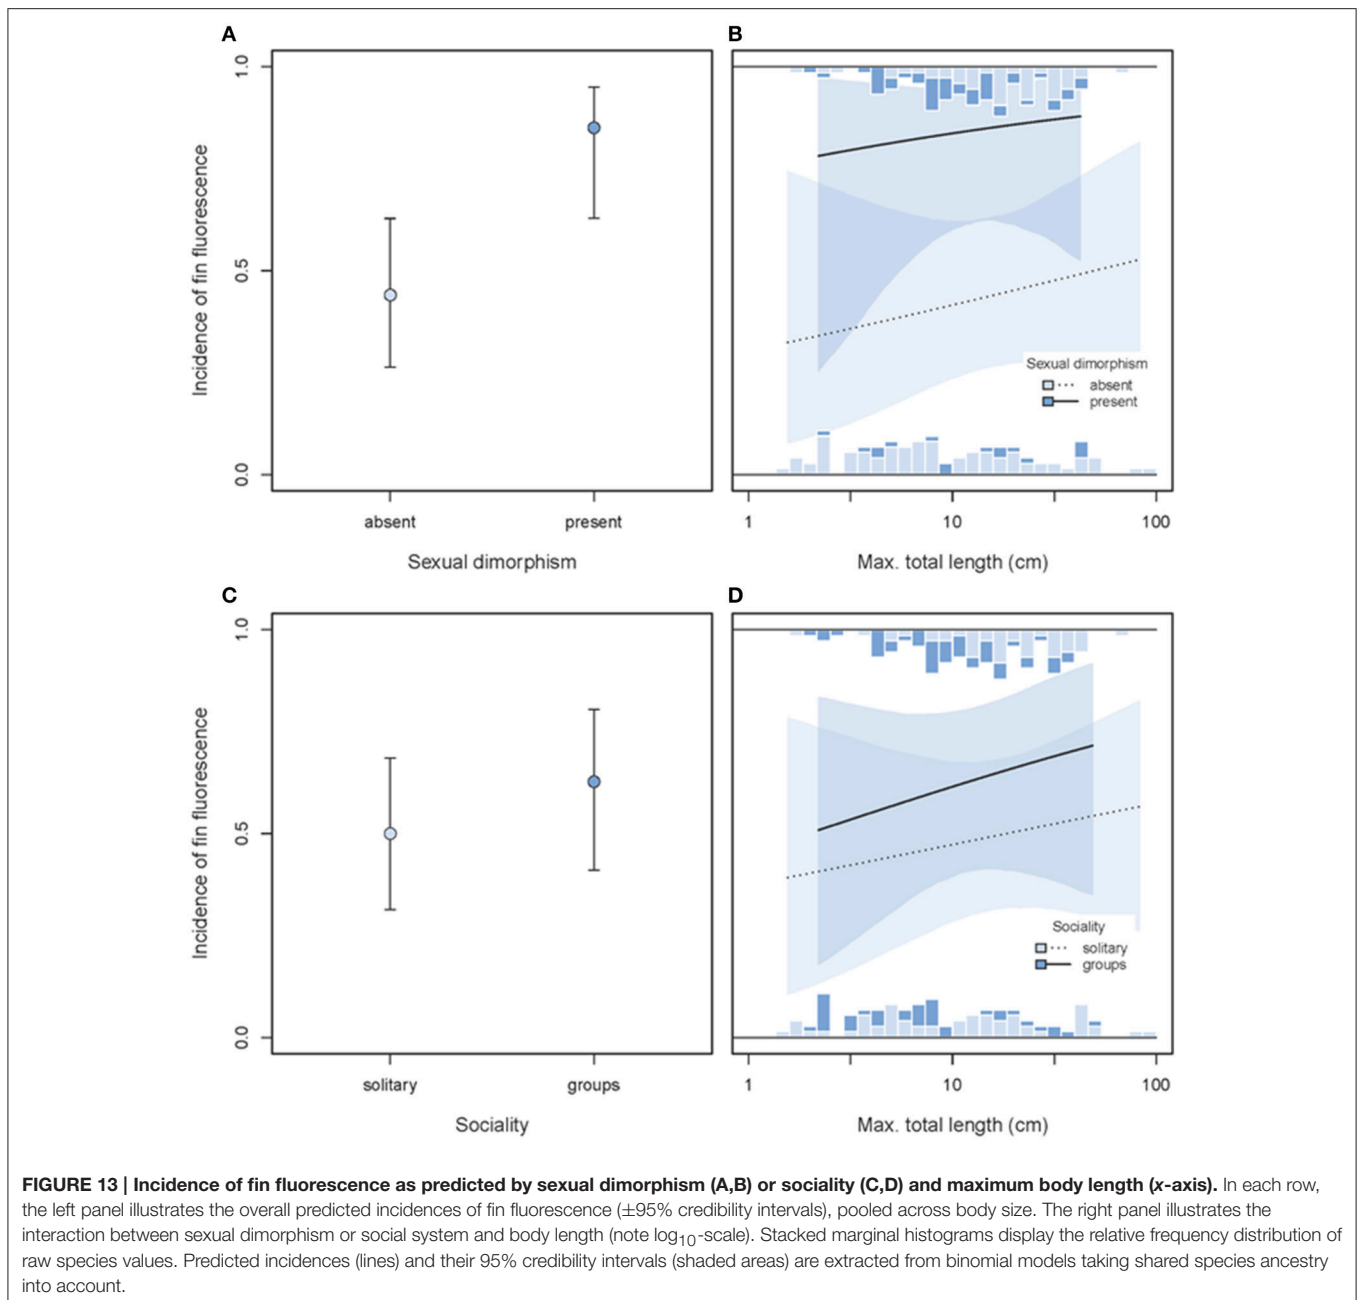 A
B
1.0
0.5
0.0
Incidence of fin fluorescence
absent
present
Sexual dimorphism
Sexual dimorphism
absent
present
1
10
100
Max. total length (cm)
C
D
1.0
0.5
0.0
Incidence of fin fluorescence
solitary
groups
Sociality
Sociality
solitary
groups
1
10
100
Max. total length (cm)
FIGURE 13 | Incidence of fin fluorescence as predicted by sexual dimorphism (A,B) or sociality (C,D) and maximum body length (x-axis). In each row,
the left panel illustrates the overall predicted incidences of fin fluorescence (±95% credibility intervals), pooled across body size. The right panel illustrates the
interaction between sexual dimorphism or social system and body length (note log10-scale). Stacked marginal histograms display the relative frequency distribution of
raw species values. Predicted incidences (lines) and their 95% credibility intervals (shaded areas) are extracted from binomial models taking shared species ancestry
into account.